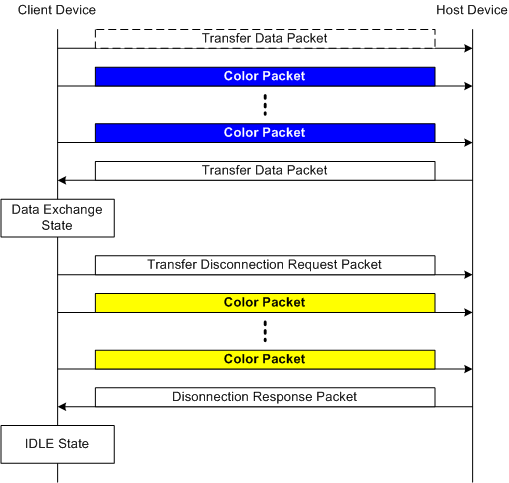 Client Device
Host Device
Transfer Data Packet
Color Packet
Color Packet
Transfer Data Packet
Data Exchange
State
Transfer Disconnection Request Packet
Color Packet
Color Packet
Disonnection Response Packet
IDLE State